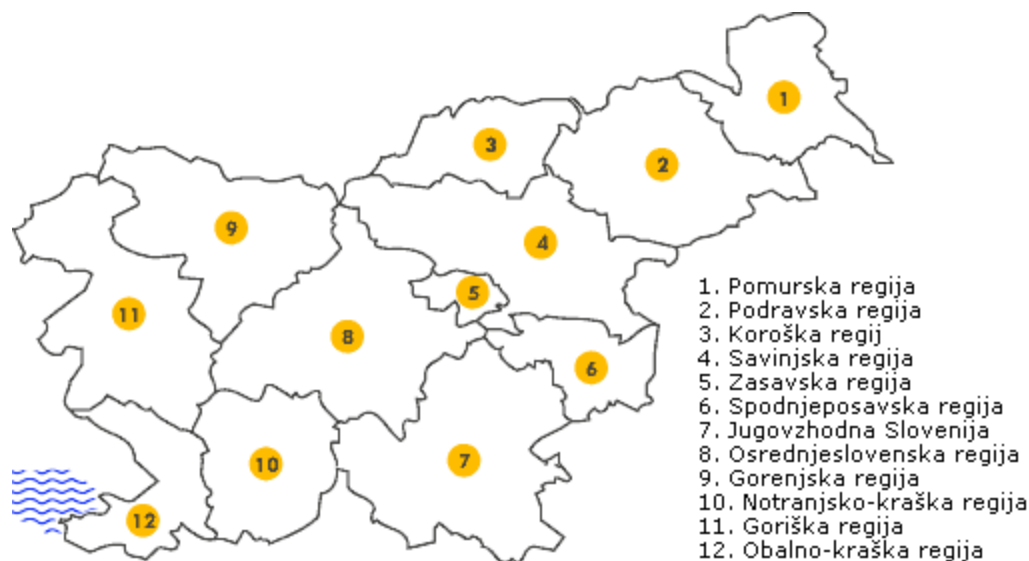 1
3
2
9
4
5
11
8
6
7
10
12
1. Pomurska regija
2. Podravska regija
3. Koroška regij
4. Savinjska regija
5. Zasavska regija
6. Spodnjeposavska regija
7. Jugovzhodna Slovenija
8. Osrednjeslovenska regija
9. Gorenjska regija
10. Notranjsko-kraška regija
11. Goriška regija
12. Obalno-kraška regija